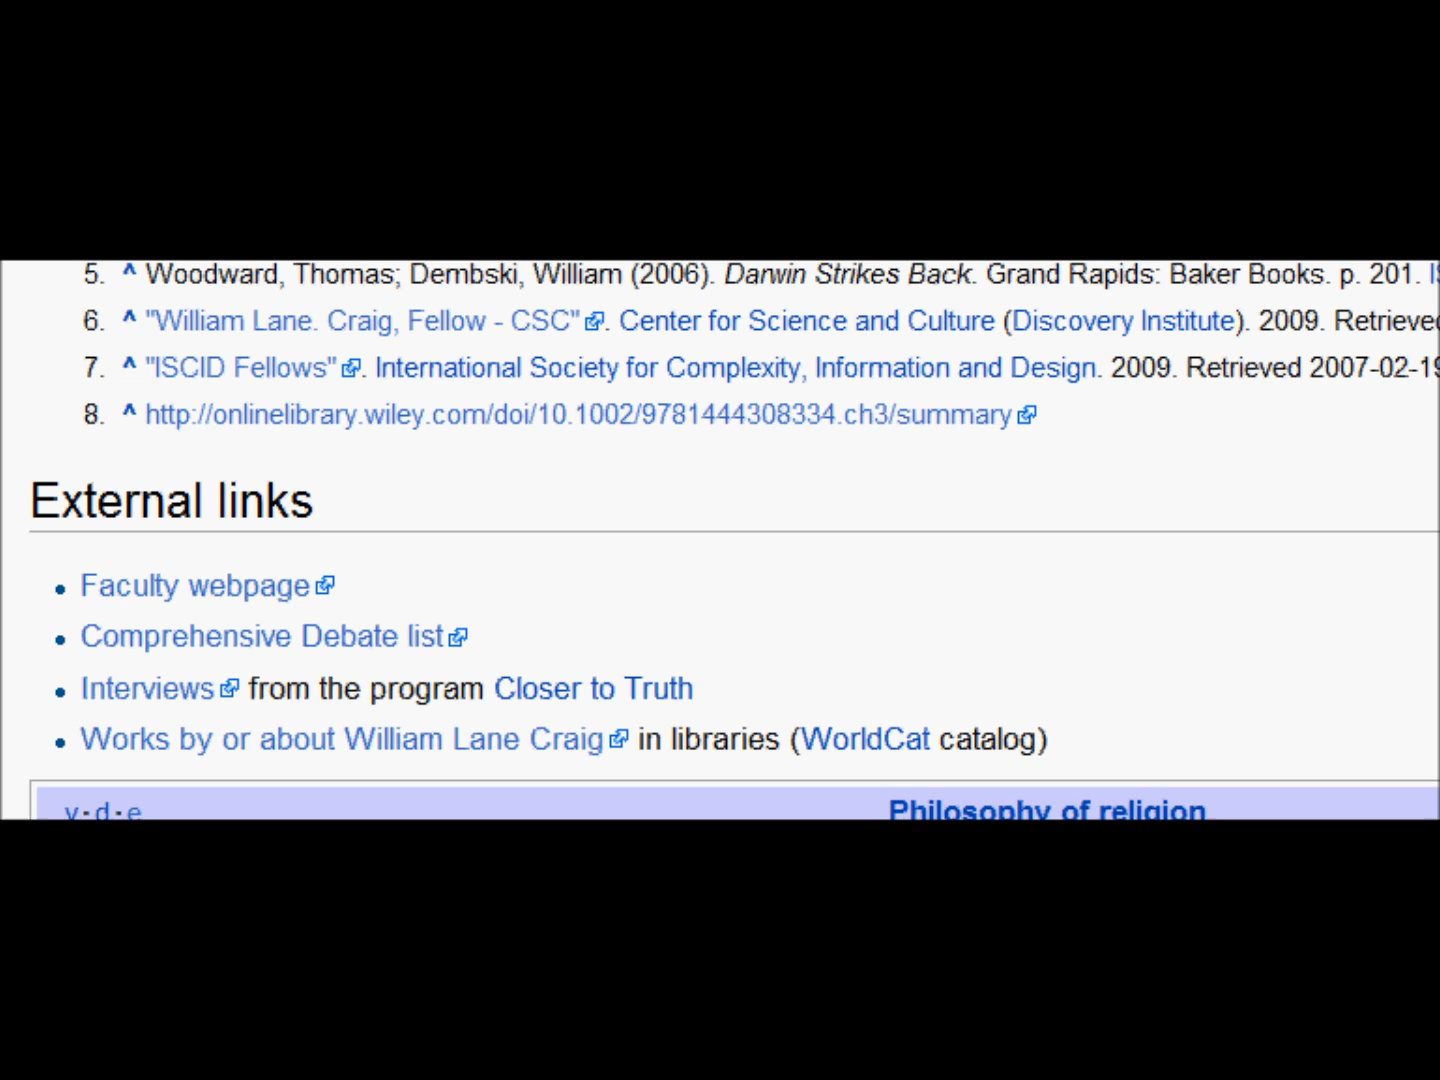 5. ^ Woodward, Thomas; Dembski, William (2006). Darwin Strikes Back. Grand Rapids: Baker Books. p. 201.
6. ^ "William Lane. Craig, Fellow - CSC". Center for Science and Culture (Discovery Institute). 2009. Retrieved
7. ^ "ISCID Fellows". International Society for Complexity, Information and Design. 2009. Retrieved 2007-02-19
8. ^ http://onlinelibrary.wiley.com/doi/10.1002/9781444308334.ch3/summary
External links
• Faculty webpage
• Comprehensive Debate list
• Interviews from the program Closer to Truth
• Works by or about William Lane Craig in libraries (WorldCat catalog)
v·d·e Philosophy of religion